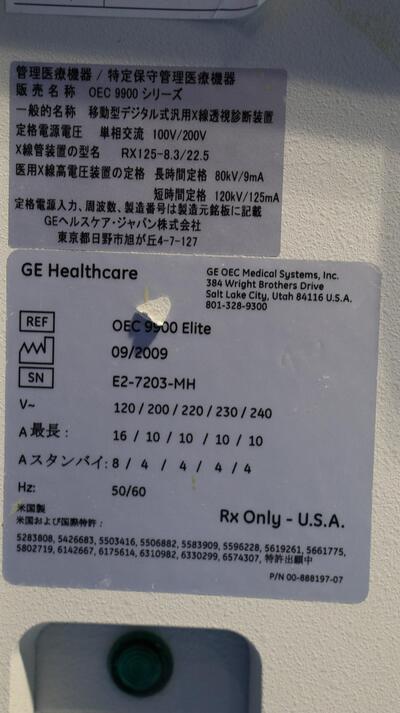 管理医療機器 / 特定保守管理医療機器
販売名称 OEC 9900 シリーズ
一般的名称 移動型デジタル式汎用X線透視診断装置
定格電源電圧 単相交流 100V/200V
X線管装置の型名 RX125-8.3/22.5
医用X線高電圧装置の定格 長時間定格 80kV/9mA
短時間定格 120kV/125mA
定格電源入力、周波数、製造番号は製造元銘板に記載
GEヘルスケア・ジャパン株式会社
東京都日野市旭が丘4-7-127
GE Healthcare
GE OEC Medical Systems, Inc.
384 Wright Brothers Drive
Salt Lake City, Utah 84116 U.S.A.
801-328-9300
REF OEC 9900 Elite
09/2009
SN E2-7203-MH
V~ 120 / 200 / 220 / 230 / 240
A 最長: 16 / 10 / 10 / 10 / 10
A スタンバイ: 8 / 4 / 4 / 4 / 4
Hz: 50/60
米国製
米国および国際特許:
Rx Only - U.S.A.
5283808, 5426683, 5503416, 5506882, 5583909, 5596228, 5619261, 5661775,
5802719, 6142667, 6175614, 6310982, 6330299, 6574307, 特許出願中
P/N 00-888197-07